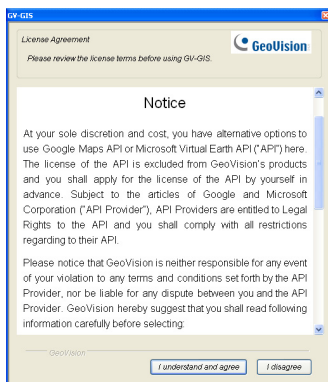 GV-GIS
License Agreement
GeoVision
Please review the license terms before using GV-GIS.
Notice
At your sole discretion and cost, you have alternative options to
use Google Maps API or Microsoft Virtual Earth API ("API") here.
The license of the API is excluded from GeoVision's products
and you shall apply for the license of the API by yourself in
advance. Subject to the articles of Google and Microsoft
Corporation ("API Provider"), API Providers are entitled to Legal
Rights to the API and you shall comply with all restrictions
regarding to their API.
Please notice that GeoVision is neither responsible for any event
of your violation to any terms and conditions set forth by the API
Provider, nor be liable for any dispute between you and the API
Provider. GeoVision hereby suggest that you shall read following
information carefully before selecting:
GeoVision
I understand and agree
I disagree